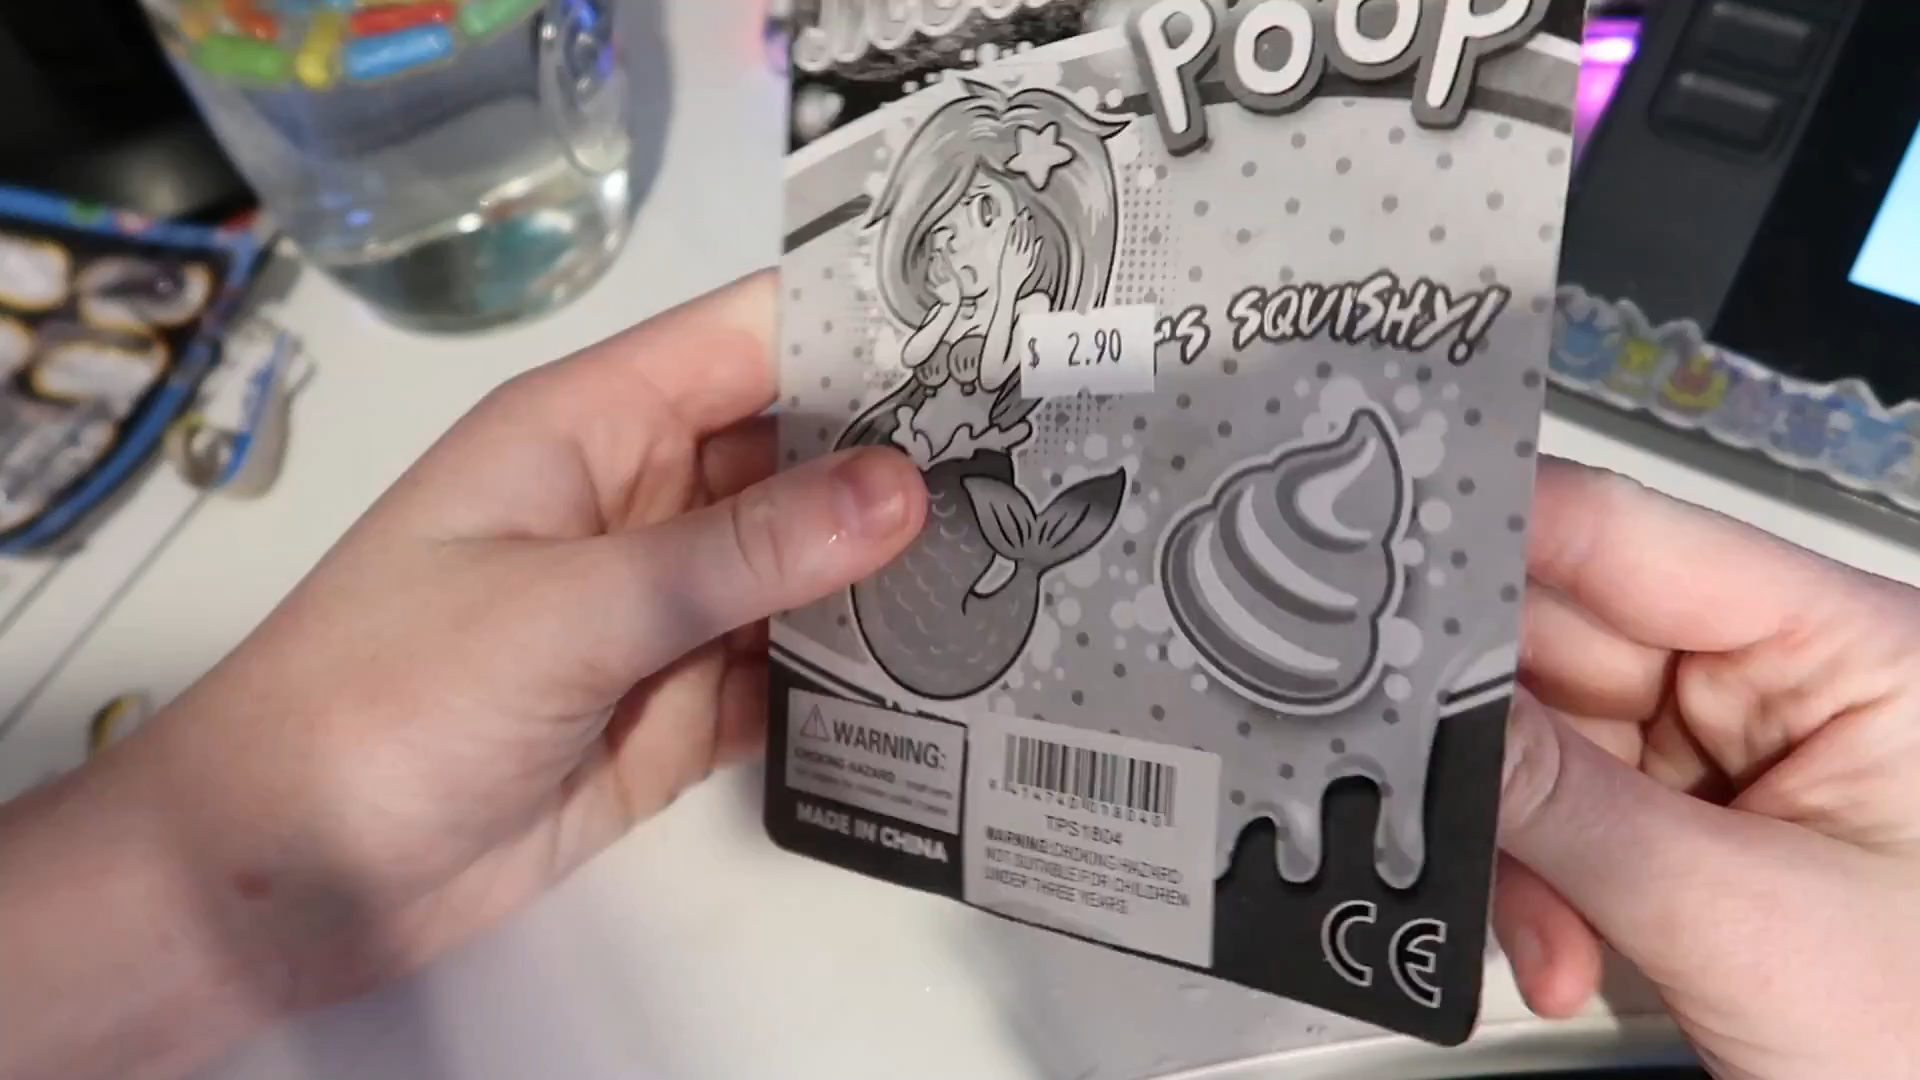 POOP
SQUISHY!
$ 2.90
WARNING:
CHOKING HAZARD
MADE IN CHINA
TPS1804
WARNING: CHOKING HAZARD
NOT SUITABLE FOR CHILDREN
UNDER THREE YEARS
CE